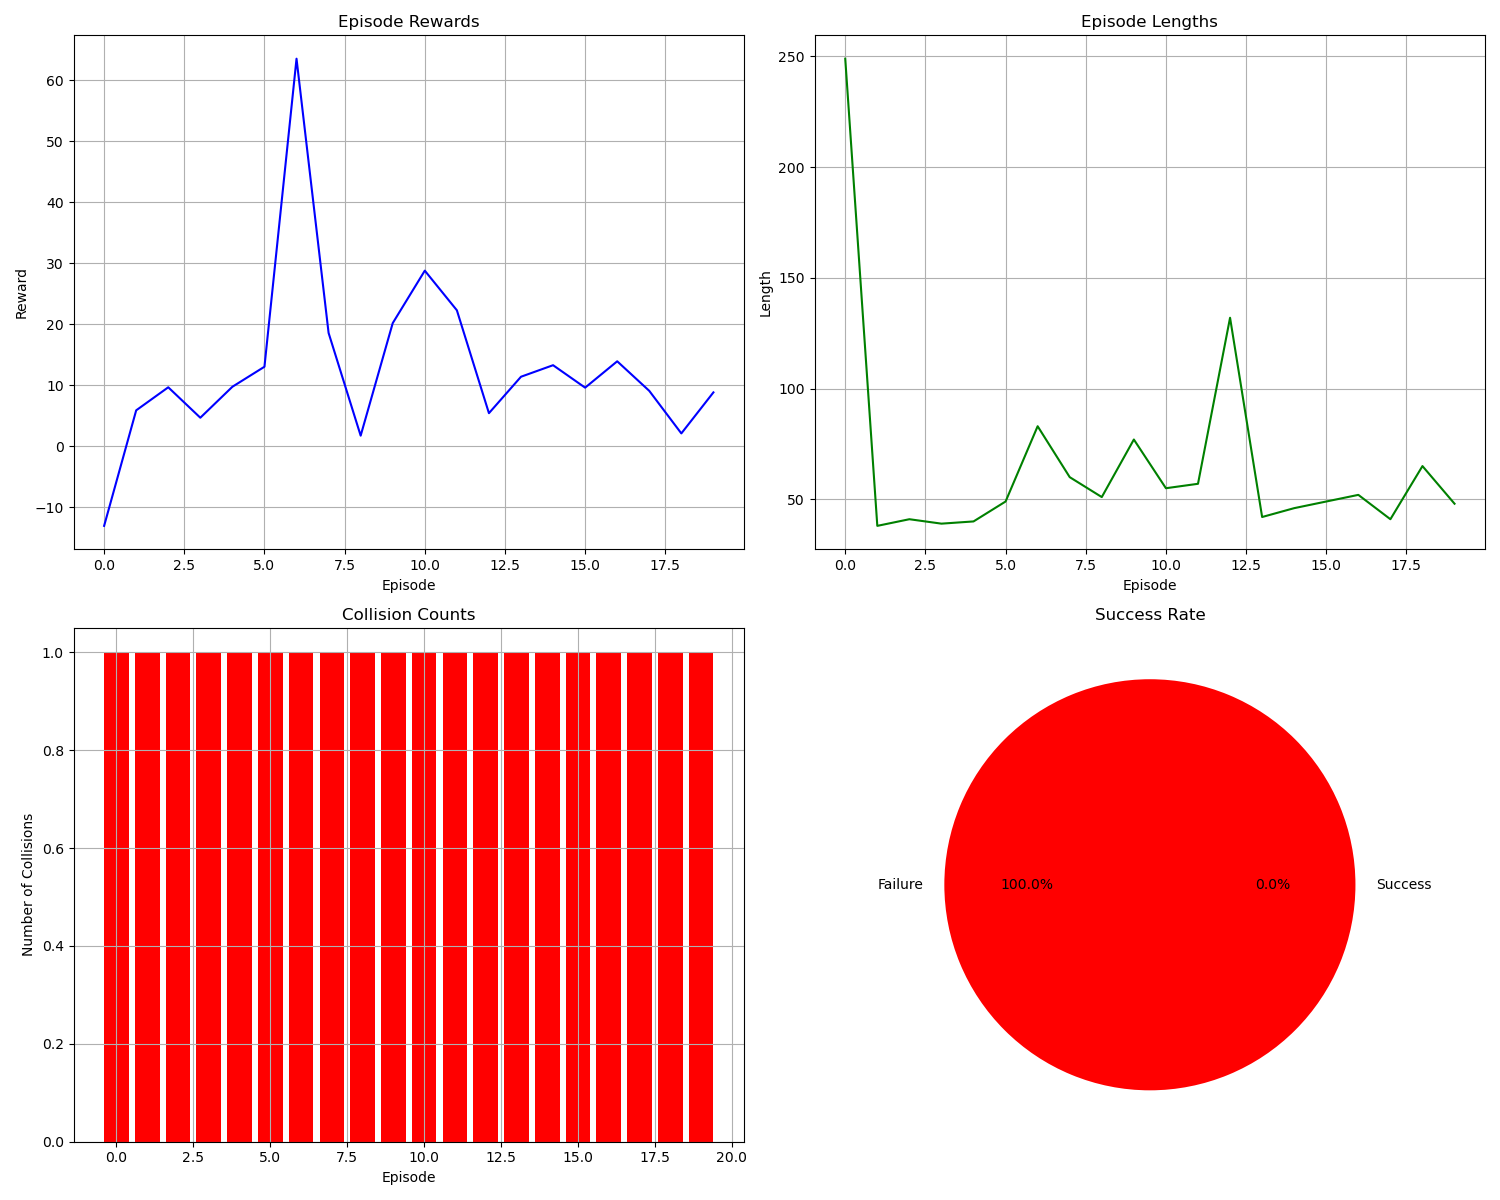 Episode Rewards
Reward
60
50
40
30
20
10
0
−10
0.0 2.5 5.0 7.5 10.0 12.5 15.0 17.5
Episode
Episode Lengths
Length
250
200
150
100
50
0.0 2.5 5.0 7.5 10.0 12.5 15.0 17.5
Episode
Collision Counts
Number of Collisions
1.0
0.8
0.6
0.4
0.2
0.0
0.0 2.5 5.0 7.5 10.0 12.5 15.0 17.5 20.0
Episode
Success Rate
Failure 100.0% 0.0% Success